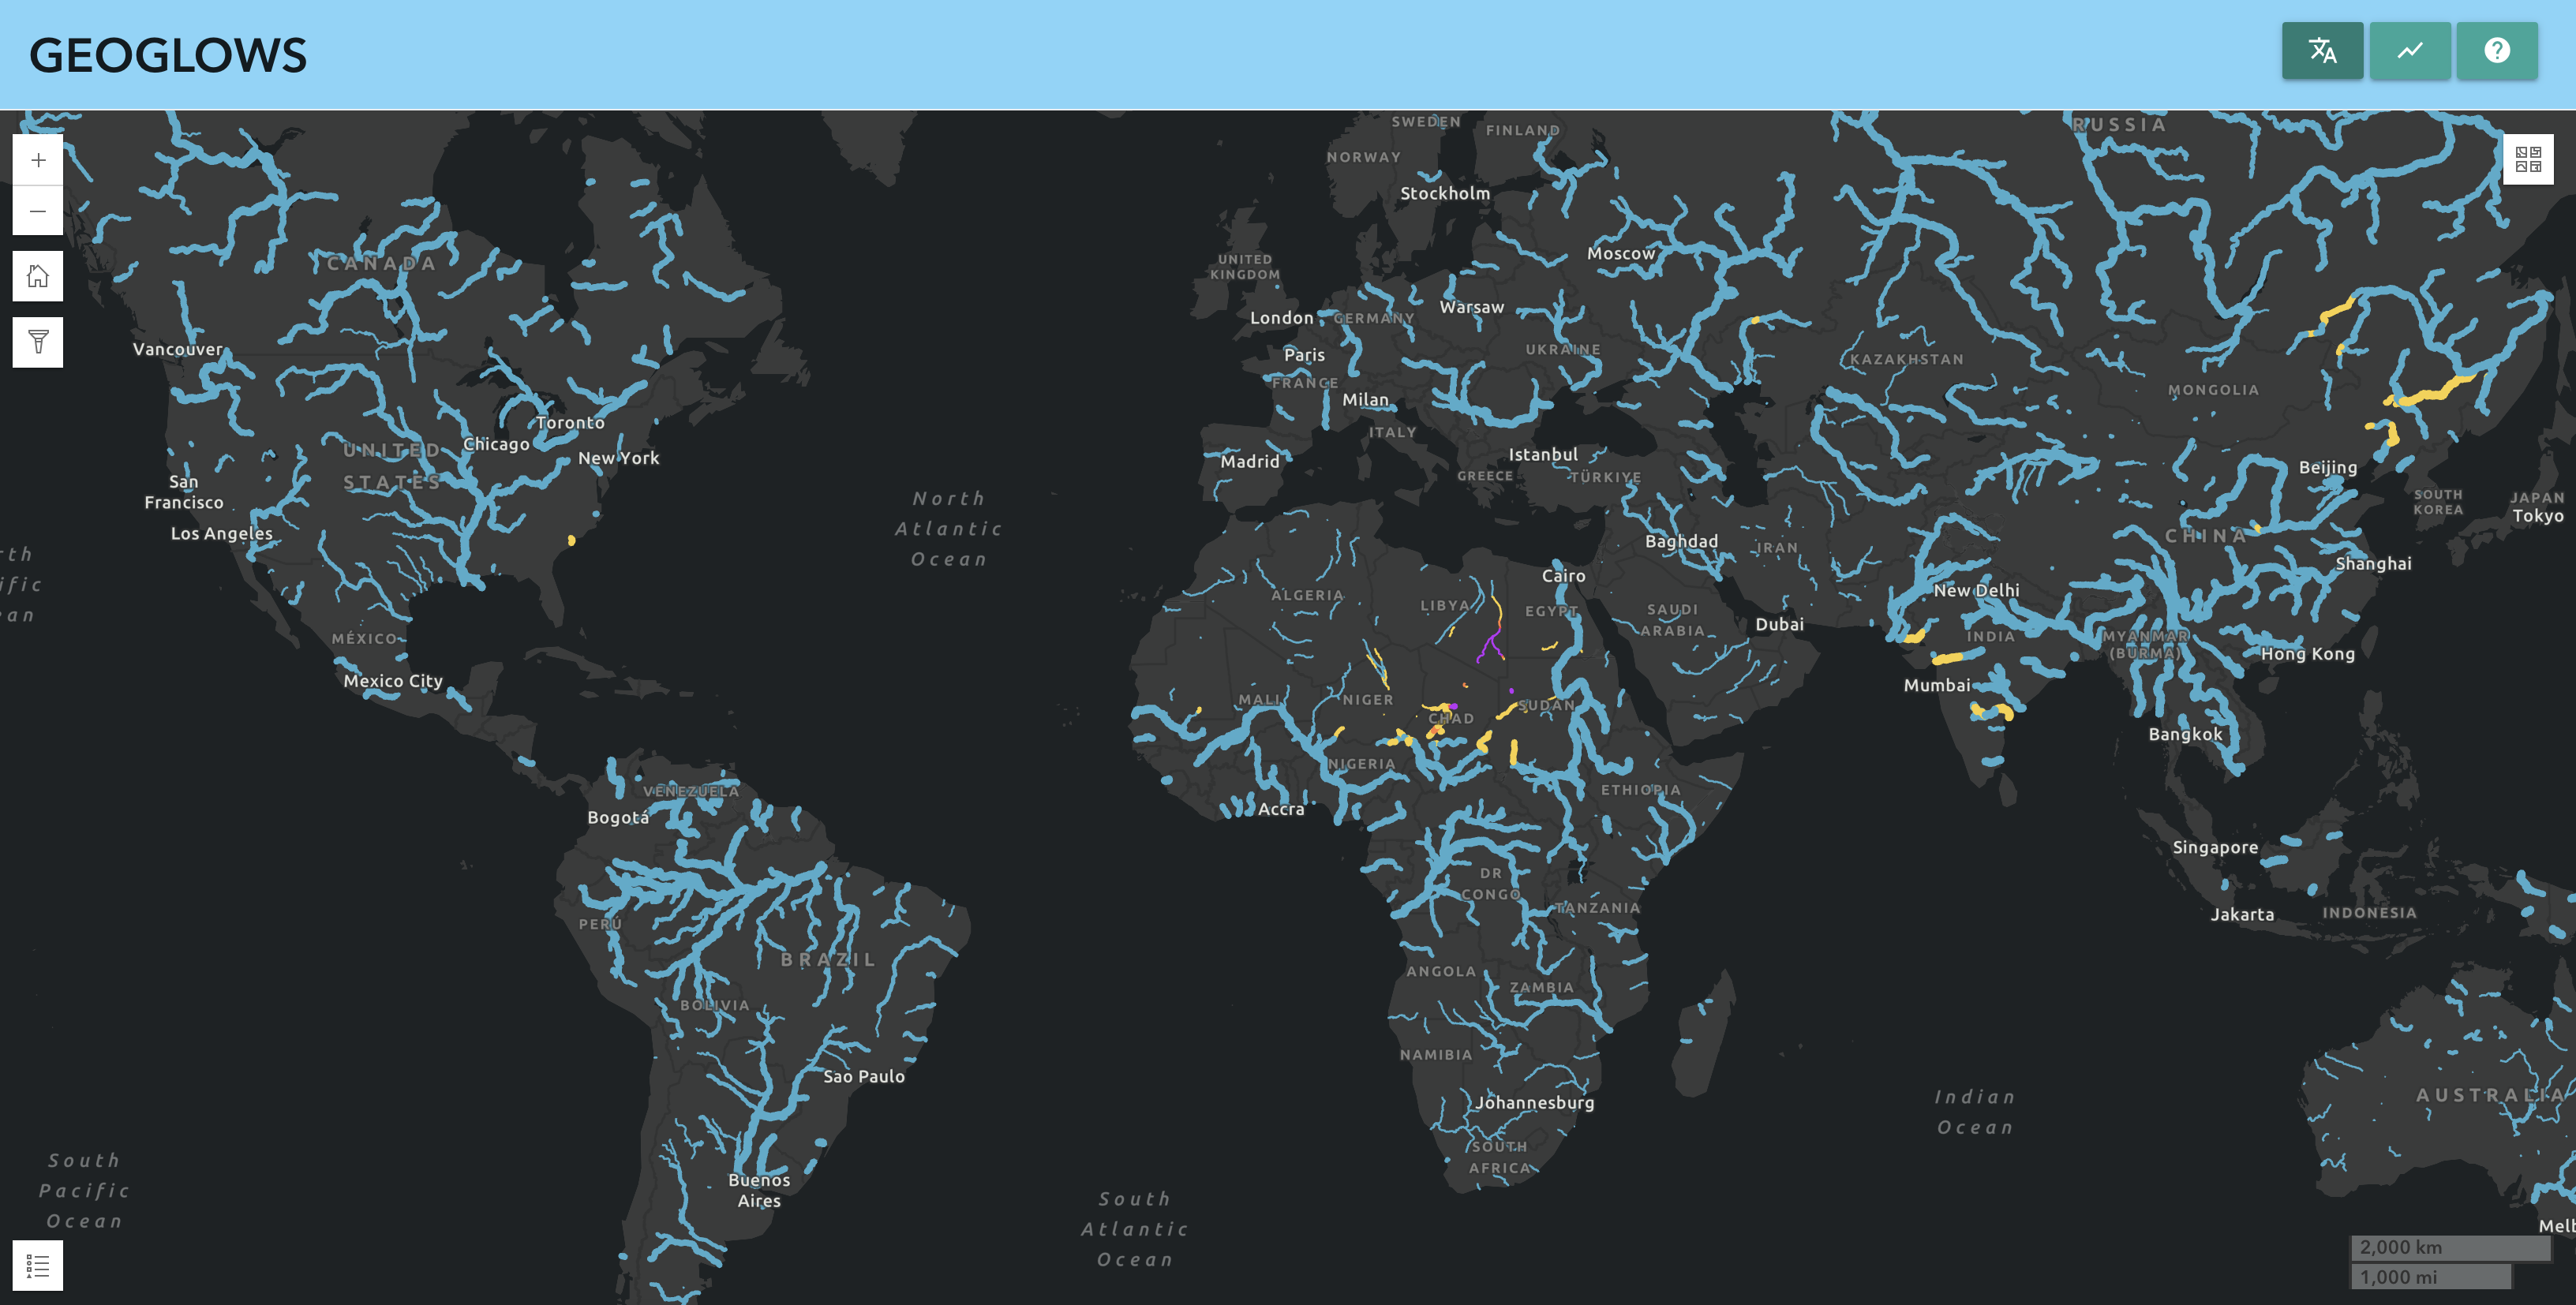 GEOGLOWS
SWEDEN
FINLAND
RUSSIA
NORWAY
Stockholm
Moscow
UNITED
KINGDOM
CANADA
Warsaw
London
GERMANY
Vancouver
Paris
UKRAINE
KAZAKHSTAN
FRANCE
MONGOLIA
Milan
Toronto
ITALY
Chicago
UNITED
STATES
New York
Istanbul
Madrid
GREECE
TÜRKIYE
Beijing
San
Francisco
SOUTH
KOREA
JAPAN
Tokyo
North
Atlantic
Ocean
Los Angeles
Baghdad
IRAN
CHINA
rth
ific
an
Shanghai
Cairo
New Delhi
ALGERIA
LIBYA
EGYPT
SAUDI
ARABIA
Dubai
MÉXICO
INDIA
MYANMAR
(BURMA)
Hong Kong
Mexico City
Mumbai
MALI
NIGER
CHAD
SUDAN
Bangkok
NIGERIA
VENEZUELA
ETHIOPIA
Bogotá
Accra
Singapore
DR
CONGO
TANZANIA
Jakarta
INDONESIA
PERÚ
BRAZIL
ANGOLA
ZAMBIA
BOLIVIA
NAMIBIA
Sao Paulo
Johannesburg
Indian
Ocean
AUSTRALIA
SOUTH
AFRICA
South
Pacific
Ocean
Buenos
Aires
South
Atlantic
Ocean
Melb
2,000 km
1,000 mi